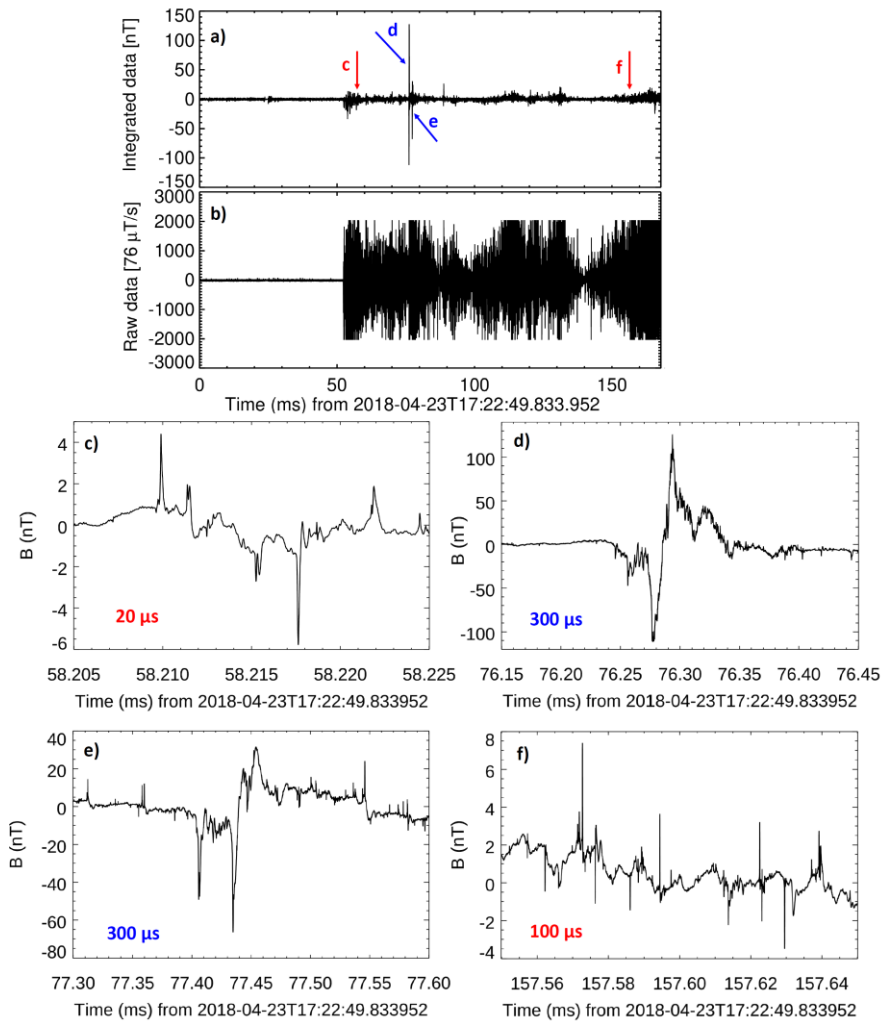 a)
Integrated data [nT]
150
100
50
0
-50
-100
-150
c
d
e
f
b)
Raw data [76 µT/s]
3000
2000
1000
0
-1000
-2000
-3000
0 50 100 150
Time (ms) from 2018-04-23T17:22:49.833.952
c)
B (nT)
4
2
0
-2
-4
-6
20 µs
58.205 58.210 58.215 58.220 58.225
Time (ms) from 2018-04-23T17:22:49.833952
d)
B (nT)
100
50
0
-50
-100
300 µs
76.15 76.20 76.25 76.30 76.35 76.40 76.45
Time (ms) from 2018-04-23T17:22:49.833952
e)
B (nT)
40
20
0
-20
-40
-60
-80
300 µs
77.30 77.40 77.45 77.50 77.55 77.60
Time (ms) from 2018-04-23T17:22:49.833952
f)
B (nT)
8
6
4
2
0
-2
-4
100 µs
157.56 157.58 157.60 157.62 157.64
Time (ms) from 2018-04-23T17:22:49.833952